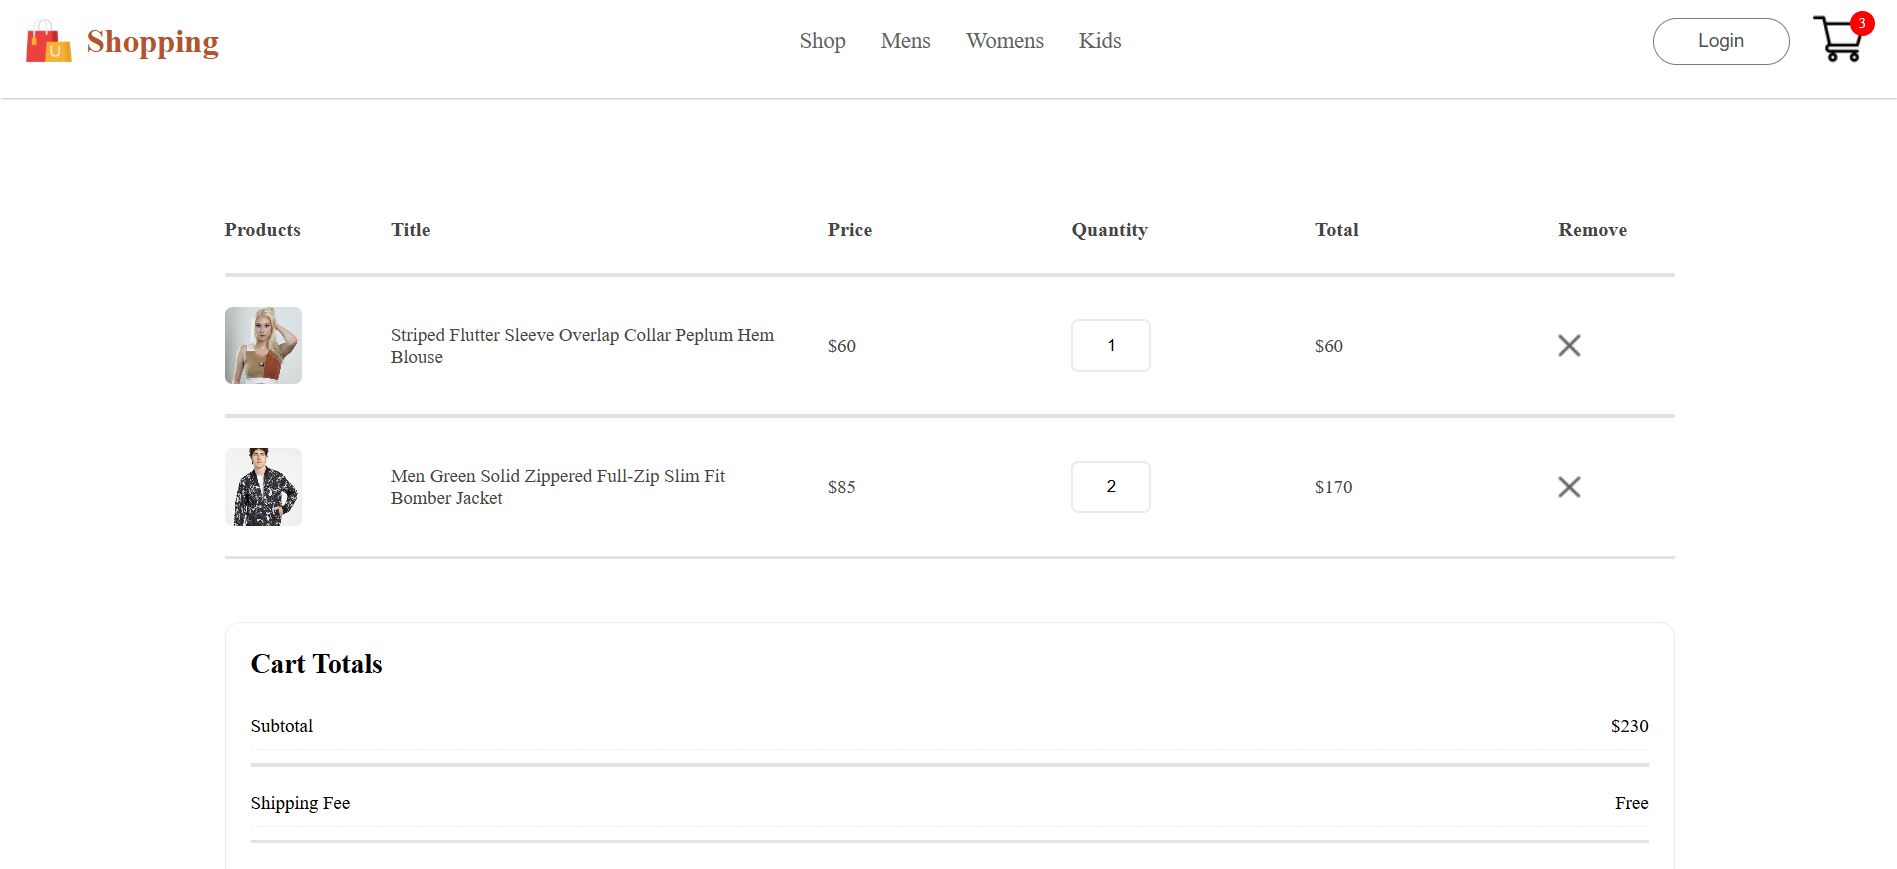 U
Shopping
Shop Mens Womens Kids
Login
3
Products Title Price Quantity Total Remove
Striped Flutter Sleeve Overlap Collar Peplum Hem
Blouse
$60 1 $60
Men Green Solid Zippered Full-Zip Slim Fit
Bomber Jacket
$85 2 $170
Cart Totals
Subtotal $230
Shipping Fee Free